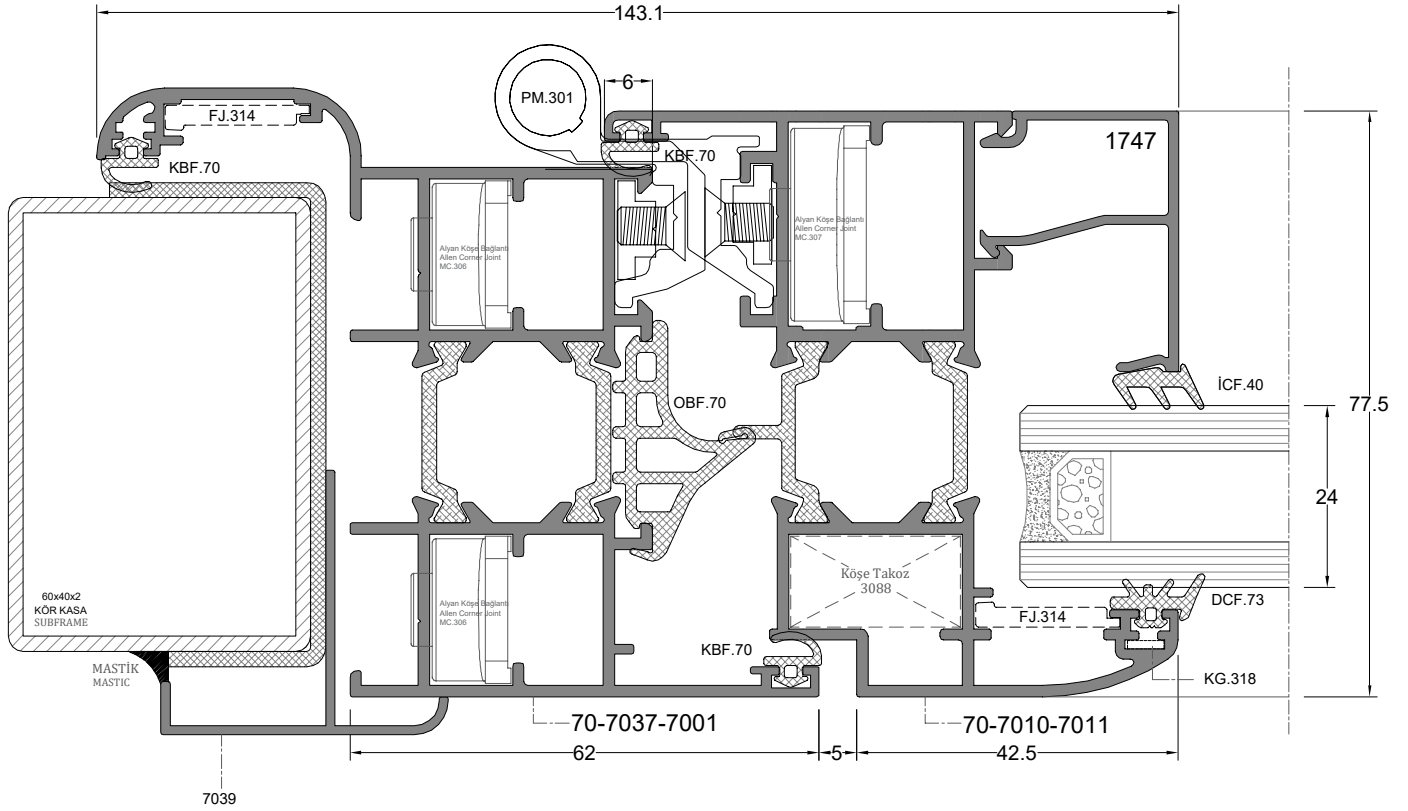 143.1
6
PM.301
FJ.314
1747
KBF.70
KBF.70
Alyan Köşe Bağlantı
Allen Corner Joint
MC.307
Alyan Köşe Bağlantı
Allen Corner Joint
MC.306
İCF.40
OBF.70
77.5
24
Köşe Takoz
3088
60x40x2
KÖR KASA
SUBFRAME
Alyan Köşe Bağlantı
Allen Corner Joint
MC.306
DCF.73
FJ.314
KBF.70
MASTİK
MASTIC
KG.318
70-7037-7001
70-7010-7011
62
5
42.5
7039